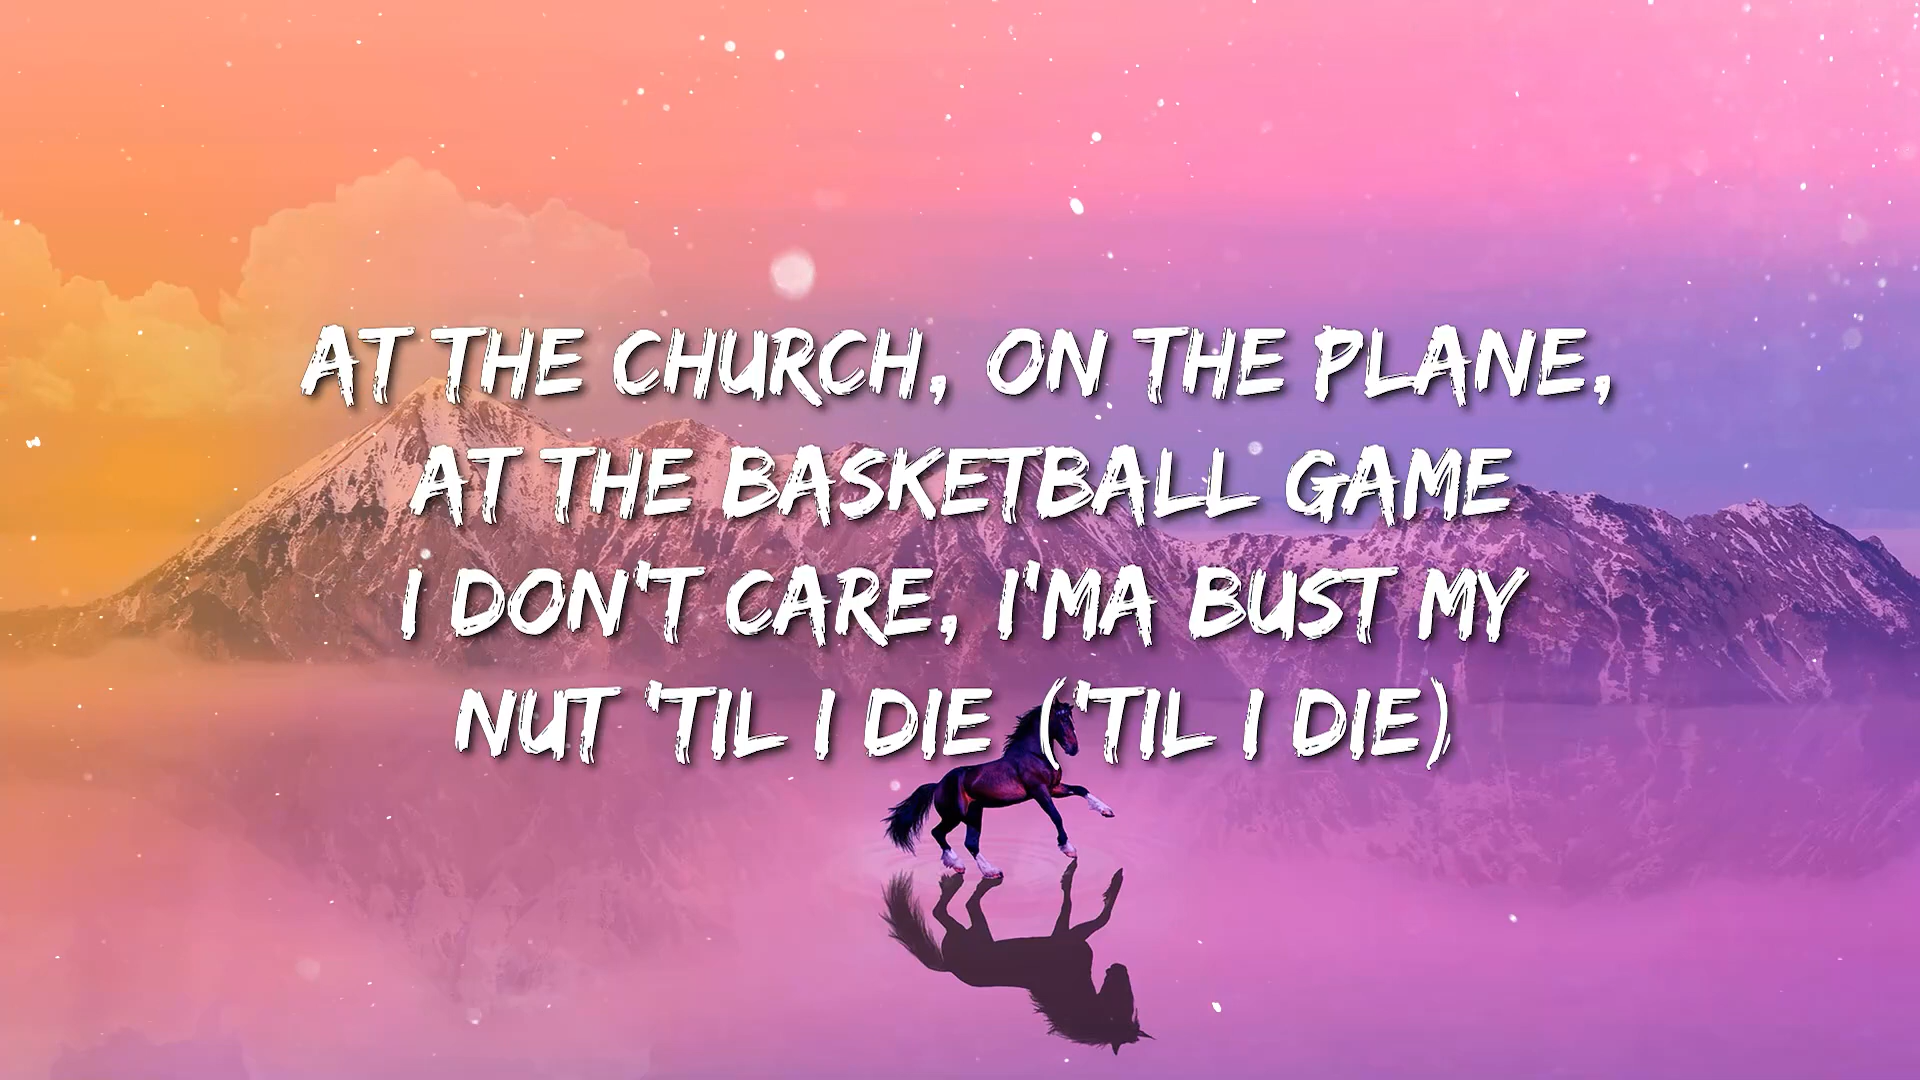 AT THE CHURCH, ON THE PLANE,
AT THE BASKETBALL GAME
I DON'T CARE, I'MA BUST MY
NUT 'TIL I DIE ('TIL I DIE)